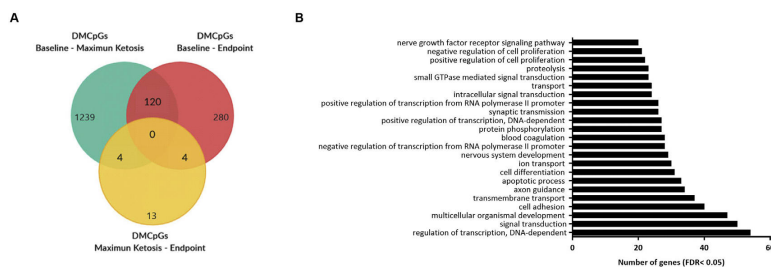 A
DMCpGs
Baseline - Maximun Ketosis
DMCpGs
Baseline - Endpoint
1239
120
280
0
4
4
13
DMCpGs
Maximun Ketosis - Endpoint
B
nerve growth factor receptor signaling pathway
negative regulation of cell proliferation
positive regulation of cell proliferation
proteolysis
small GTPase mediated signal transduction
transport
intracellular signal transduction
positive regulation of transcription from RNA polymerase II promoter
synaptic transmission
positive regulation of transcription, DNA-dependent
protein phosphorylation
blood coagulation
negative regulation of transcription from RNA polymerase II promoter
nervous system development
ion transport
cell differentiation
apoptotic process
axon guidance
transmembrane transport
cell adhesion
multicellular organismal development
signal transduction
regulation of transcription, DNA-dependent
0 20 40 60
Number of genes (FDR< 0.05)